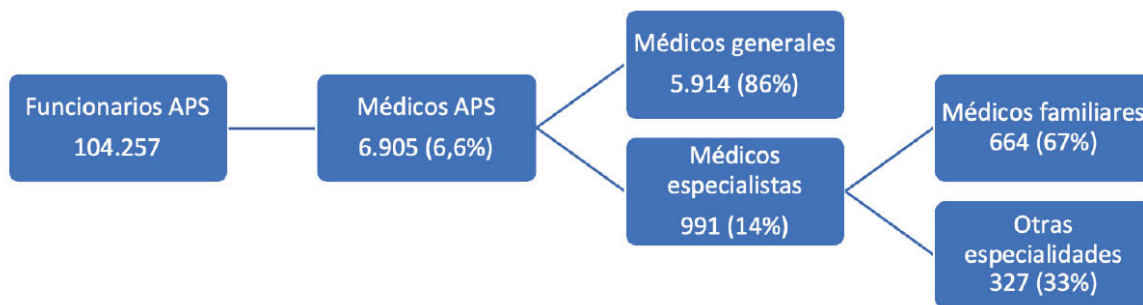 Funcionarios APS
104.257
Médicos APS
6.905 (6,6%)
Médicos generales
5.914 (86%)
Médicos
especialistas
991 (14%)
Médicos familiares
664 (67%)
Otras
especialidades
327 (33%)